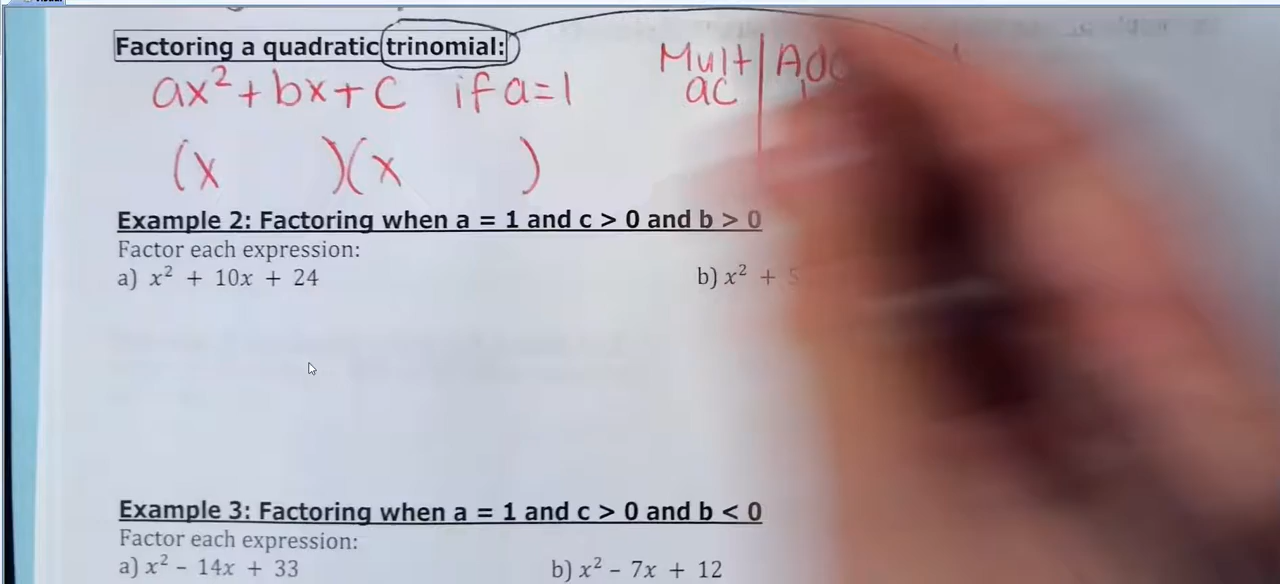 Factoring a quadratic trinomial:
ax² + bx + c if a=1
Mult Add
ac
(x )(x )
Example 2: Factoring when a = 1 and c > 0 and b > 0
Factor each expression:
a) x² + 10x + 24
b) x² + 5
Example 3: Factoring when a = 1 and c > 0 and b < 0
Factor each expression:
a) x² – 14x + 33
b) x² – 7x + 12